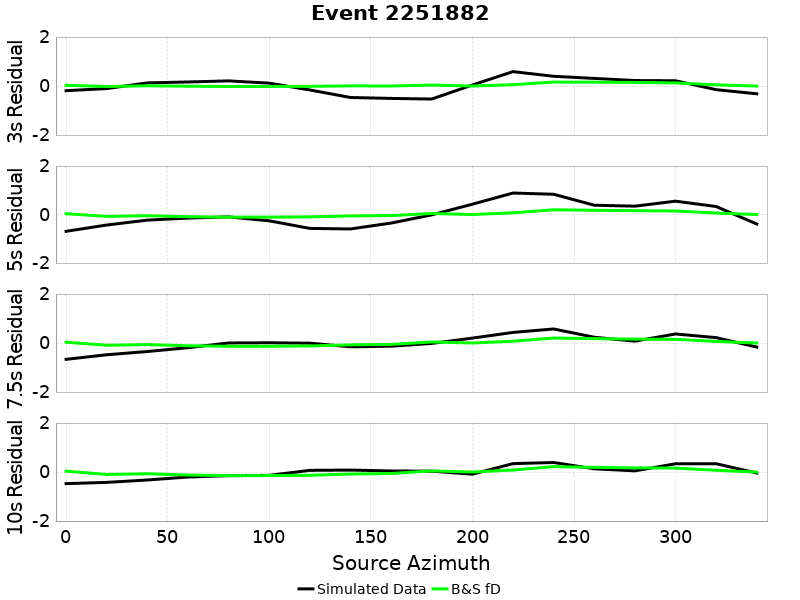 Event 2251882
3s Residual
2
0
-2
5s Residual
2
0
-2
7.5s Residual
2
0
-2
10s Residual
2
0
-2
0 50 100 150 200 250 300
Source Azimuth
Simulated Data B&S fD